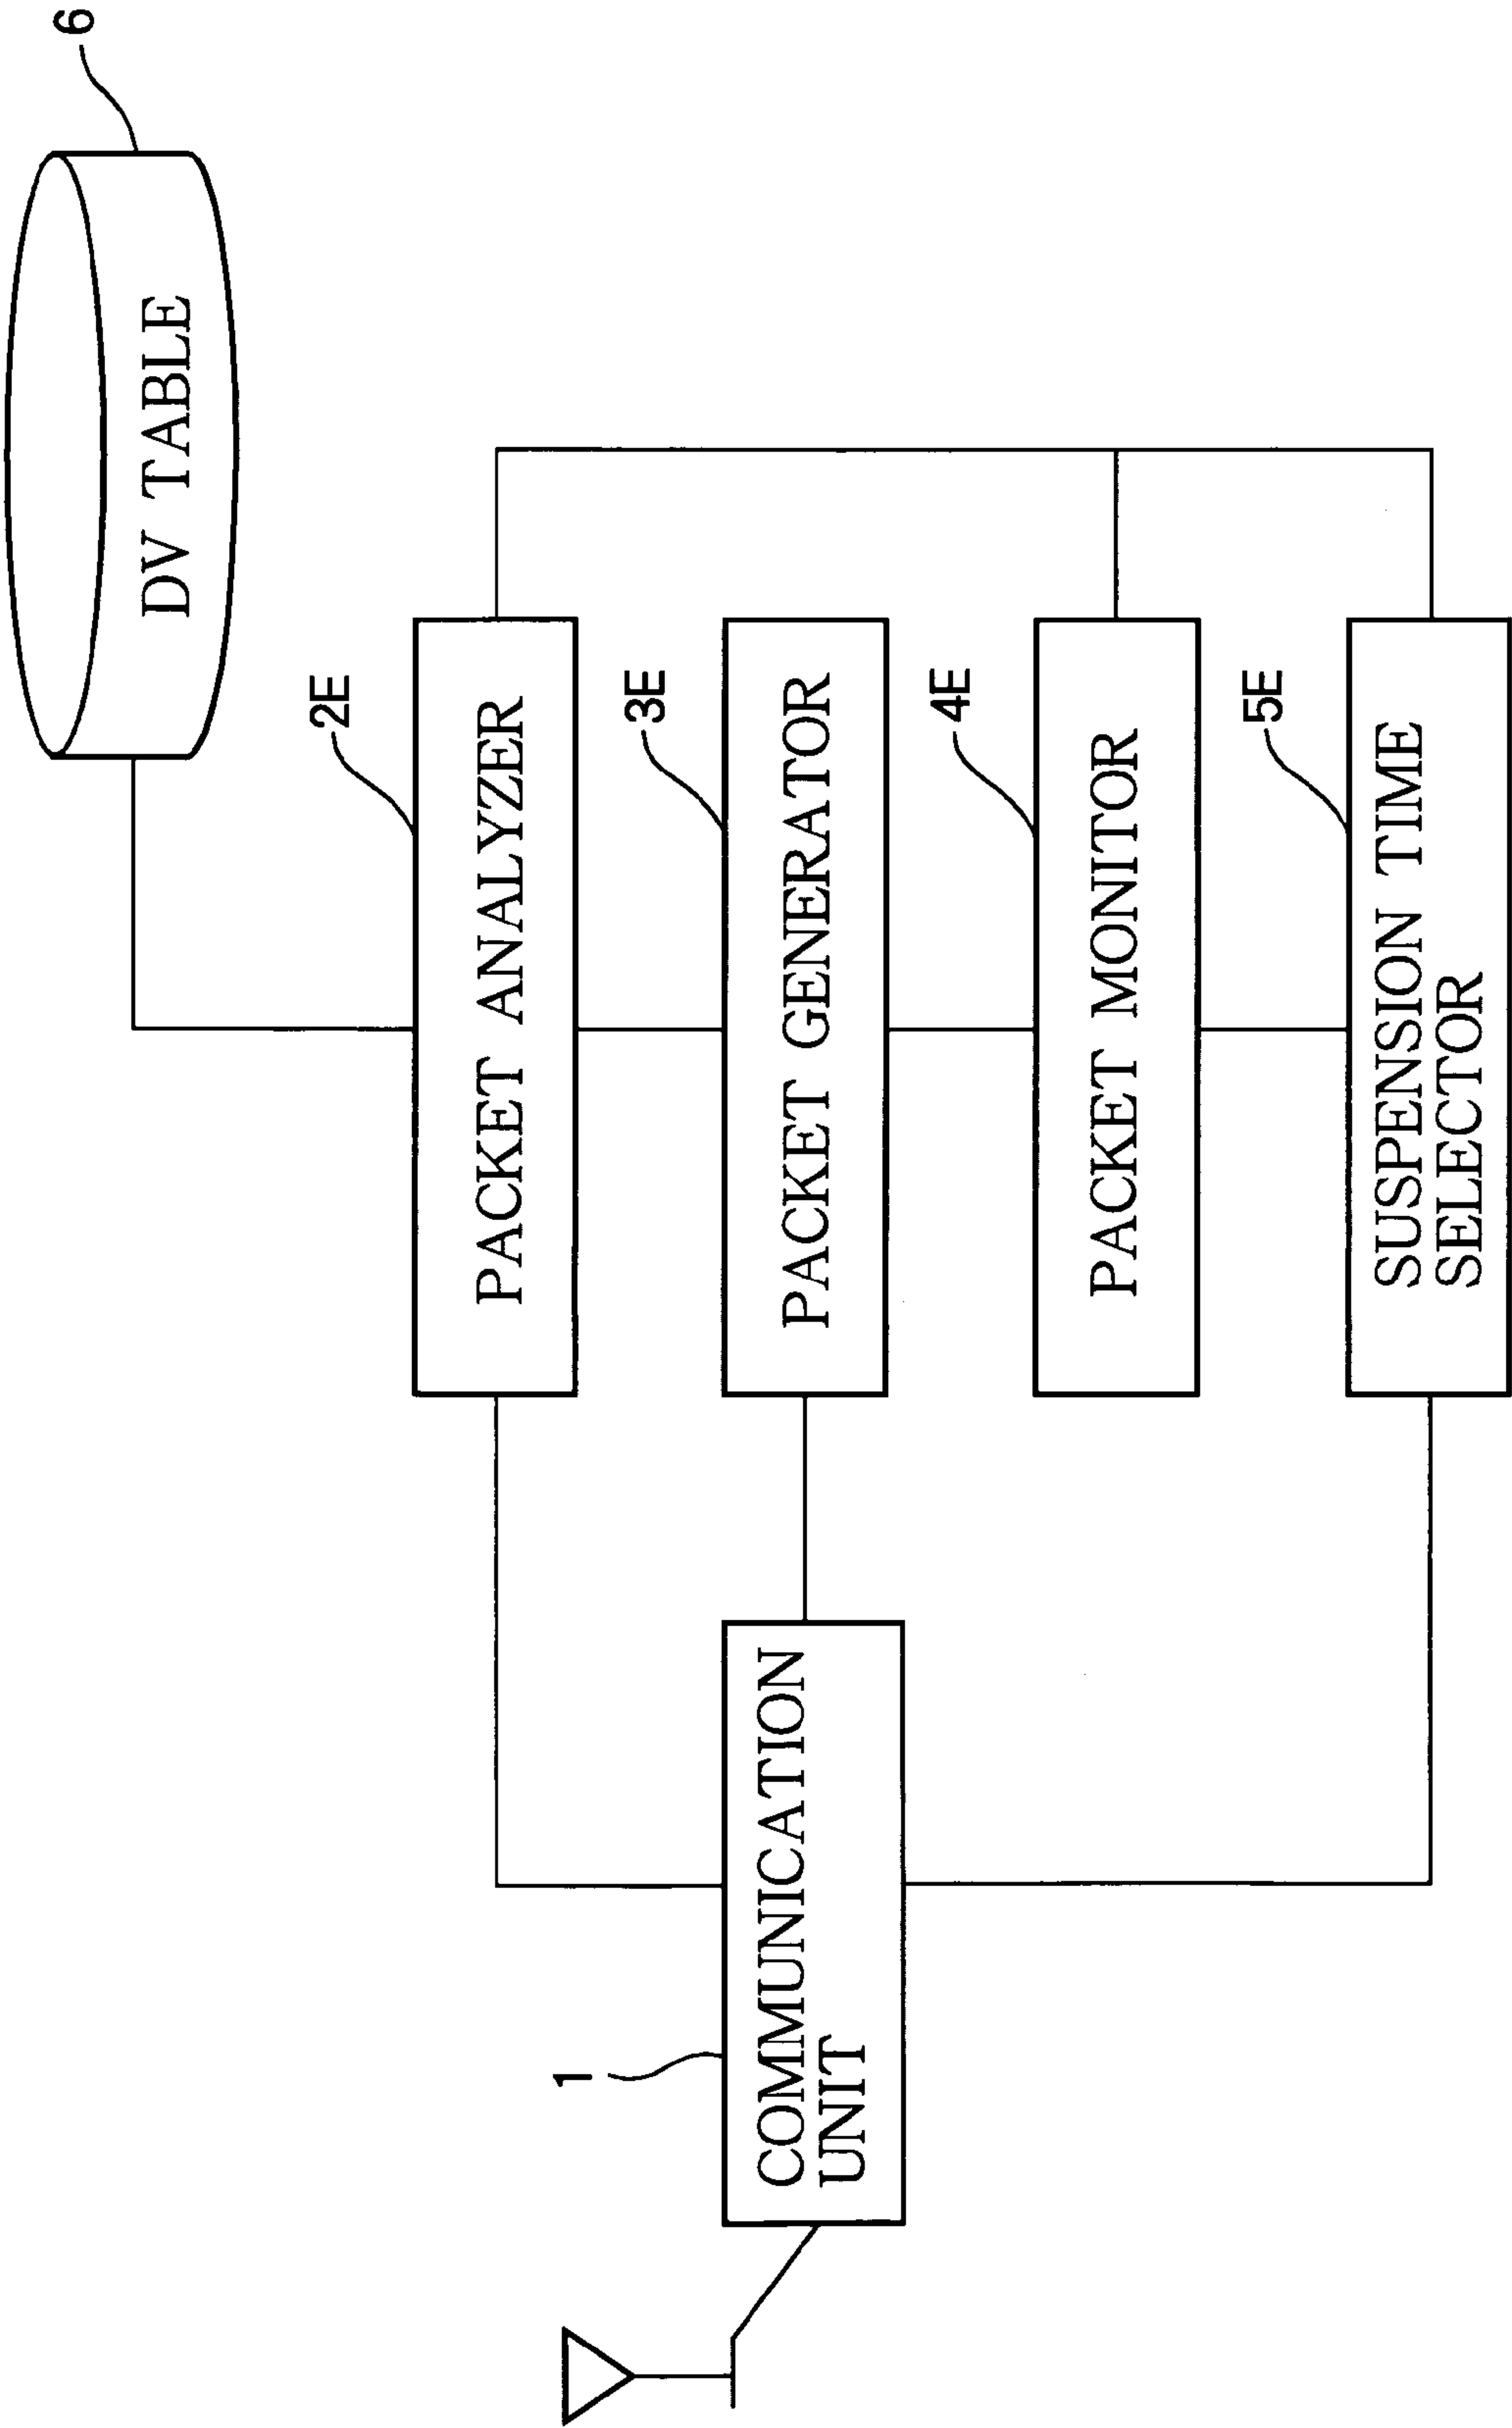 6
DV TABLE
2E
PACKET ANALYZER
3E
PACKET GENERATOR
4E
PACKET MONITOR
5E
SUSPENSION TIME
SELECTOR
1
COMMUNICATION
UNIT